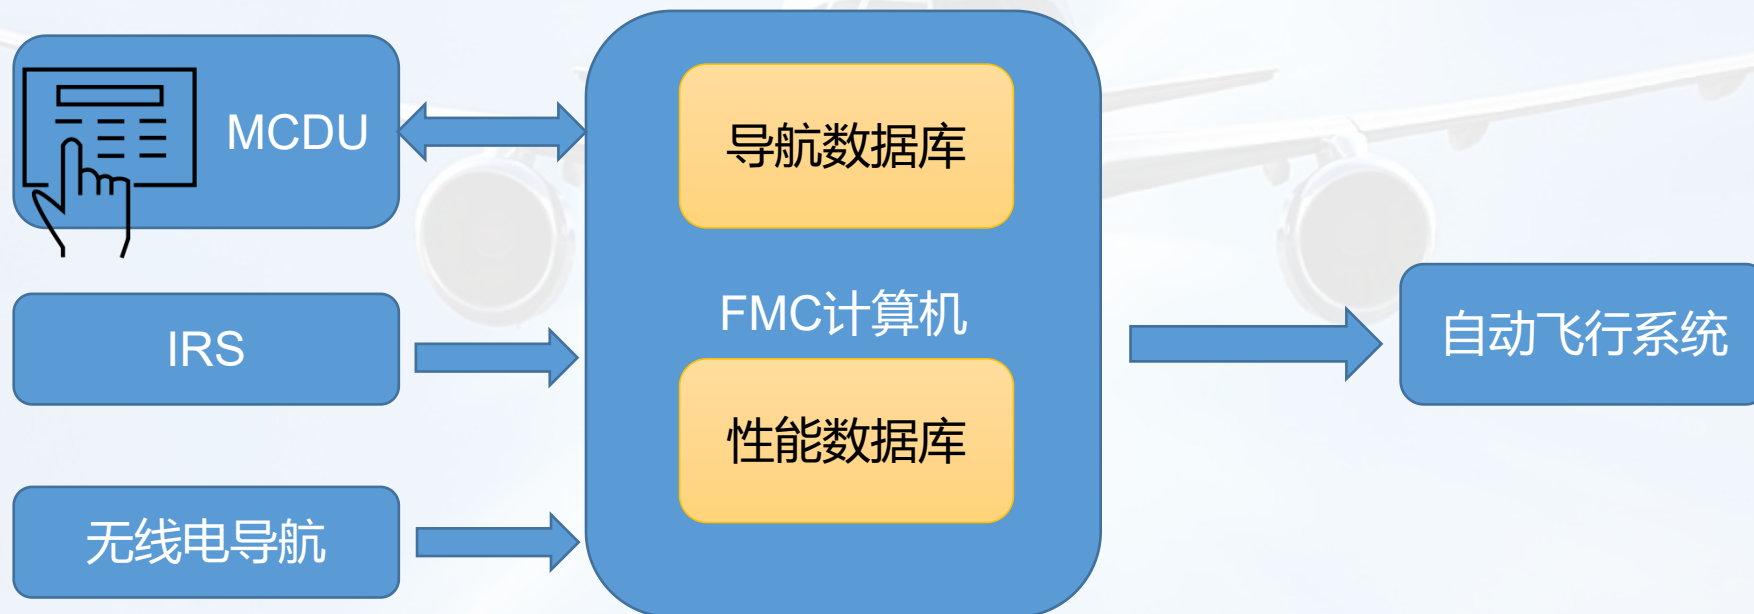 MCDU
IRS
无线电导航
导航数据库
FMC计算机
性能数据库
自动飞行系统